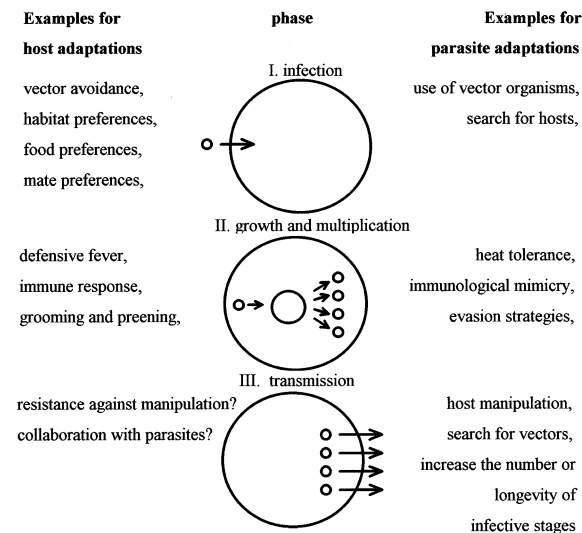 Examples for
host adaptations
phase
Examples for
parasite adaptations
I. infection
vector avoidance,
habitat preferences,
food preferences,
mate preferences,
use of vector organisms,
search for hosts,
II. growth and multiplication
defensive fever,
immune response,
grooming and preening,
heat tolerance,
immunological mimicry,
evasion strategies,
III. transmission
resistance against manipulation?
collaboration with parasites?
host manipulation,
search for vectors,
increase the number or
longevity of
infective stages